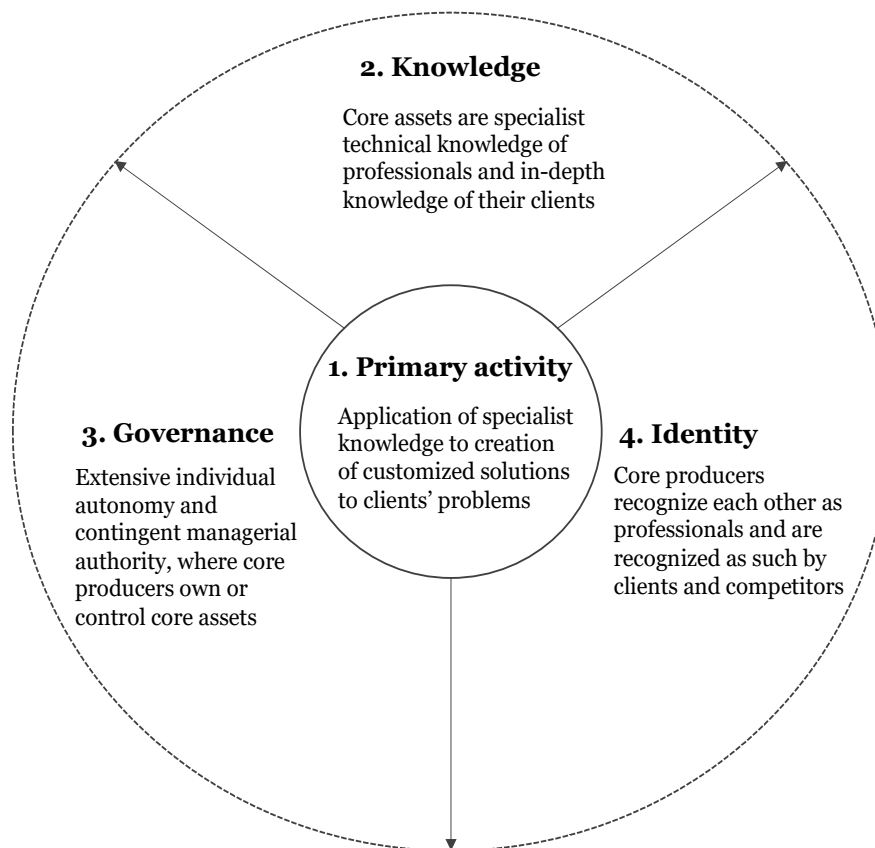 2. Knowledge
Core assets are specialist
technical knowledge of
professionals and in-depth
knowledge of their clients
1. Primary activity
Application of specialist
knowledge to creation
of customized solutions
to clients’ problems
3. Governance
Extensive individual
autonomy and
contingent managerial
authority, where core
producers own or
control core assets
4. Identity
Core producers
recognize each other as
professionals and are
recognized as such by
clients and competitors